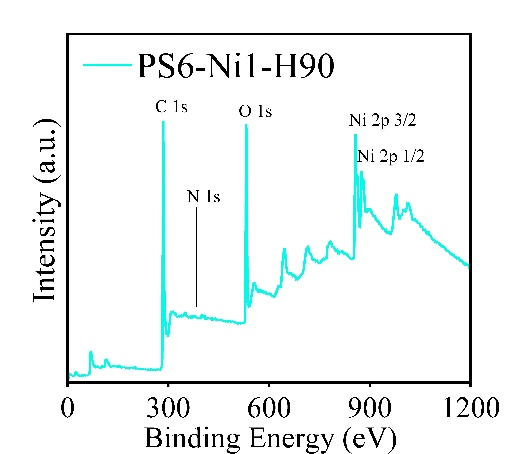 PS6-Ni1-H90
C 1s
O 1s
Ni 2p 3/2
Ni 2p 1/2
N 1s
Intensity (a.u.)
0 300 600 900 1200
Binding Energy (eV)